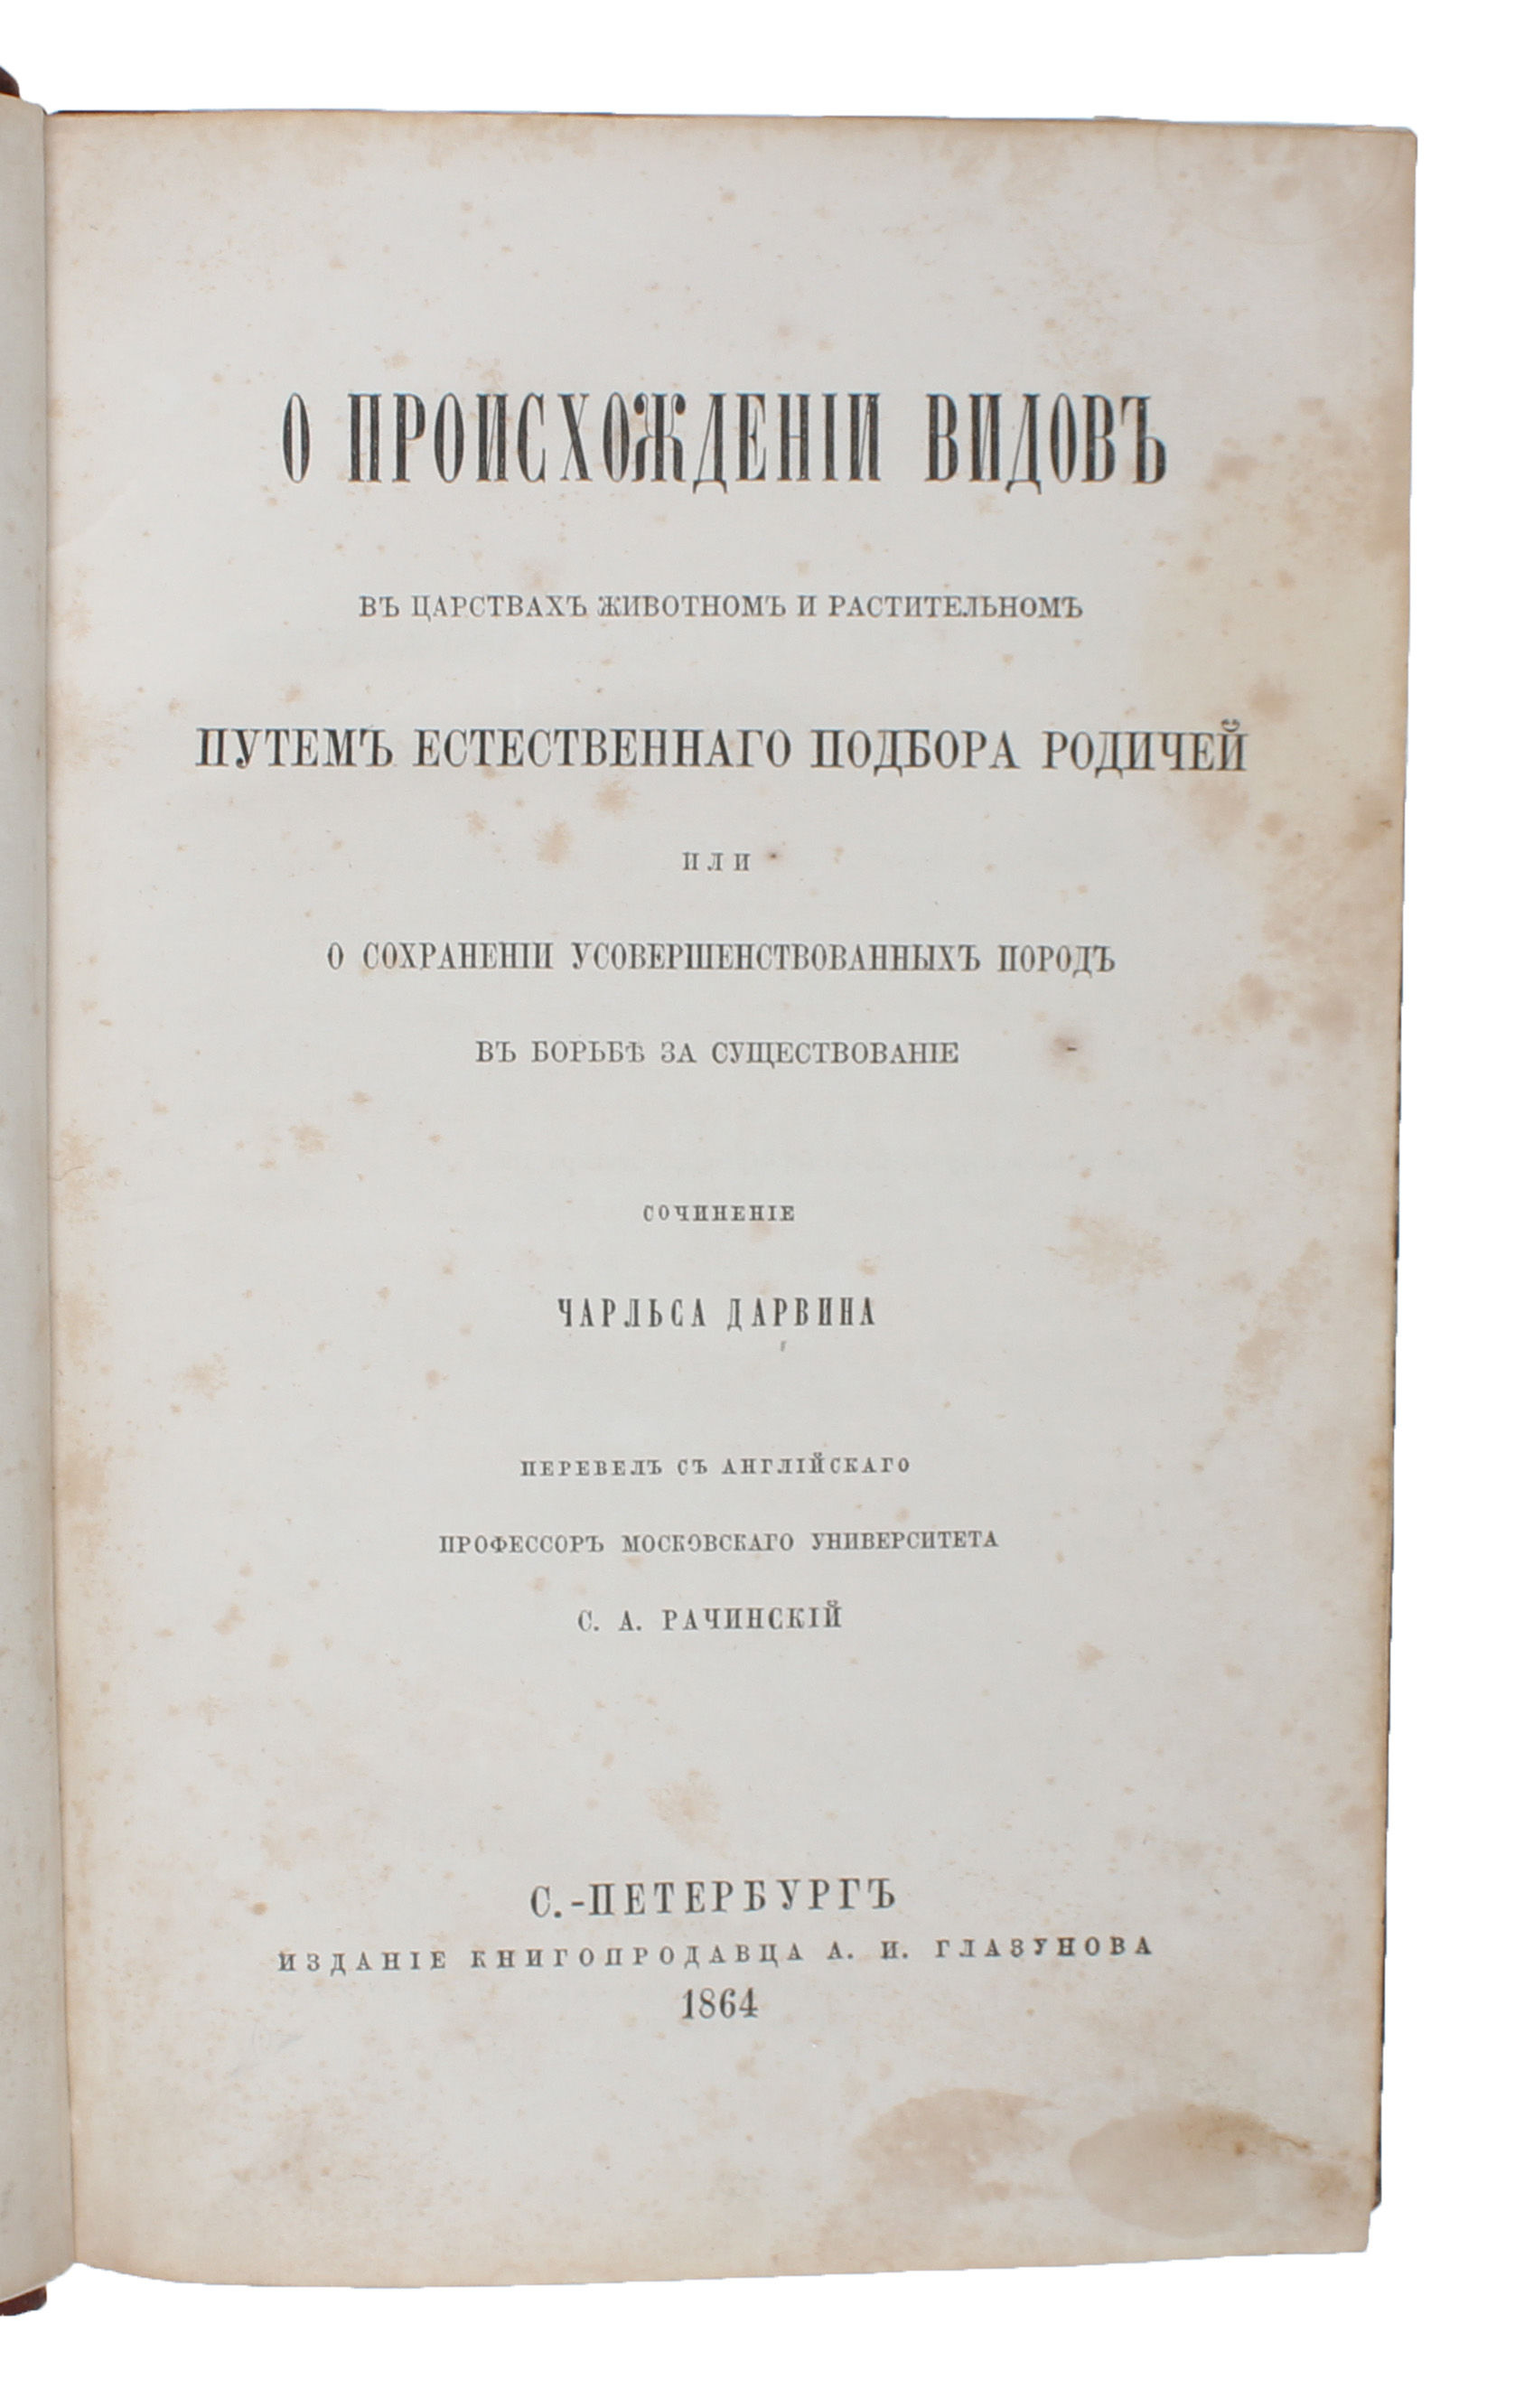 О ПРОИСХОЖДЕНІИ ВИДОВЪ
ВЪ ЦАРСТВАХЪ ЖИВОТНОМЪ И РАСТИТЕЛЬНОМЪ
ПУТЕМЪ ЕСТЕСТВЕННАГО ПОДБОРА РОДИЧЕЙ
ИЛИ
О СОХРАНЕНІИ УСОВЕРШЕНСТВОВАННЫХЪ ПОРОДЪ
ВЪ БОРЬБѢ ЗА СУЩЕСТВОВАНІЕ
СОЧИНЕНІЕ
ЧАРЛЬСА ДАРВИНА
ПЕРЕВЕЛЪ СЪ АНГЛІЙСКАГО
ПРОФЕССОРЪ МОСКОВСКАГО УНИВЕРСИТЕТА
С. А. РАЧИНСКІЙ
С.-ПЕТЕРБУРГЪ
ИЗДАНІЕ КНИГОПРОДАВЦА А. И. ГЛАЗУНОВА
1864